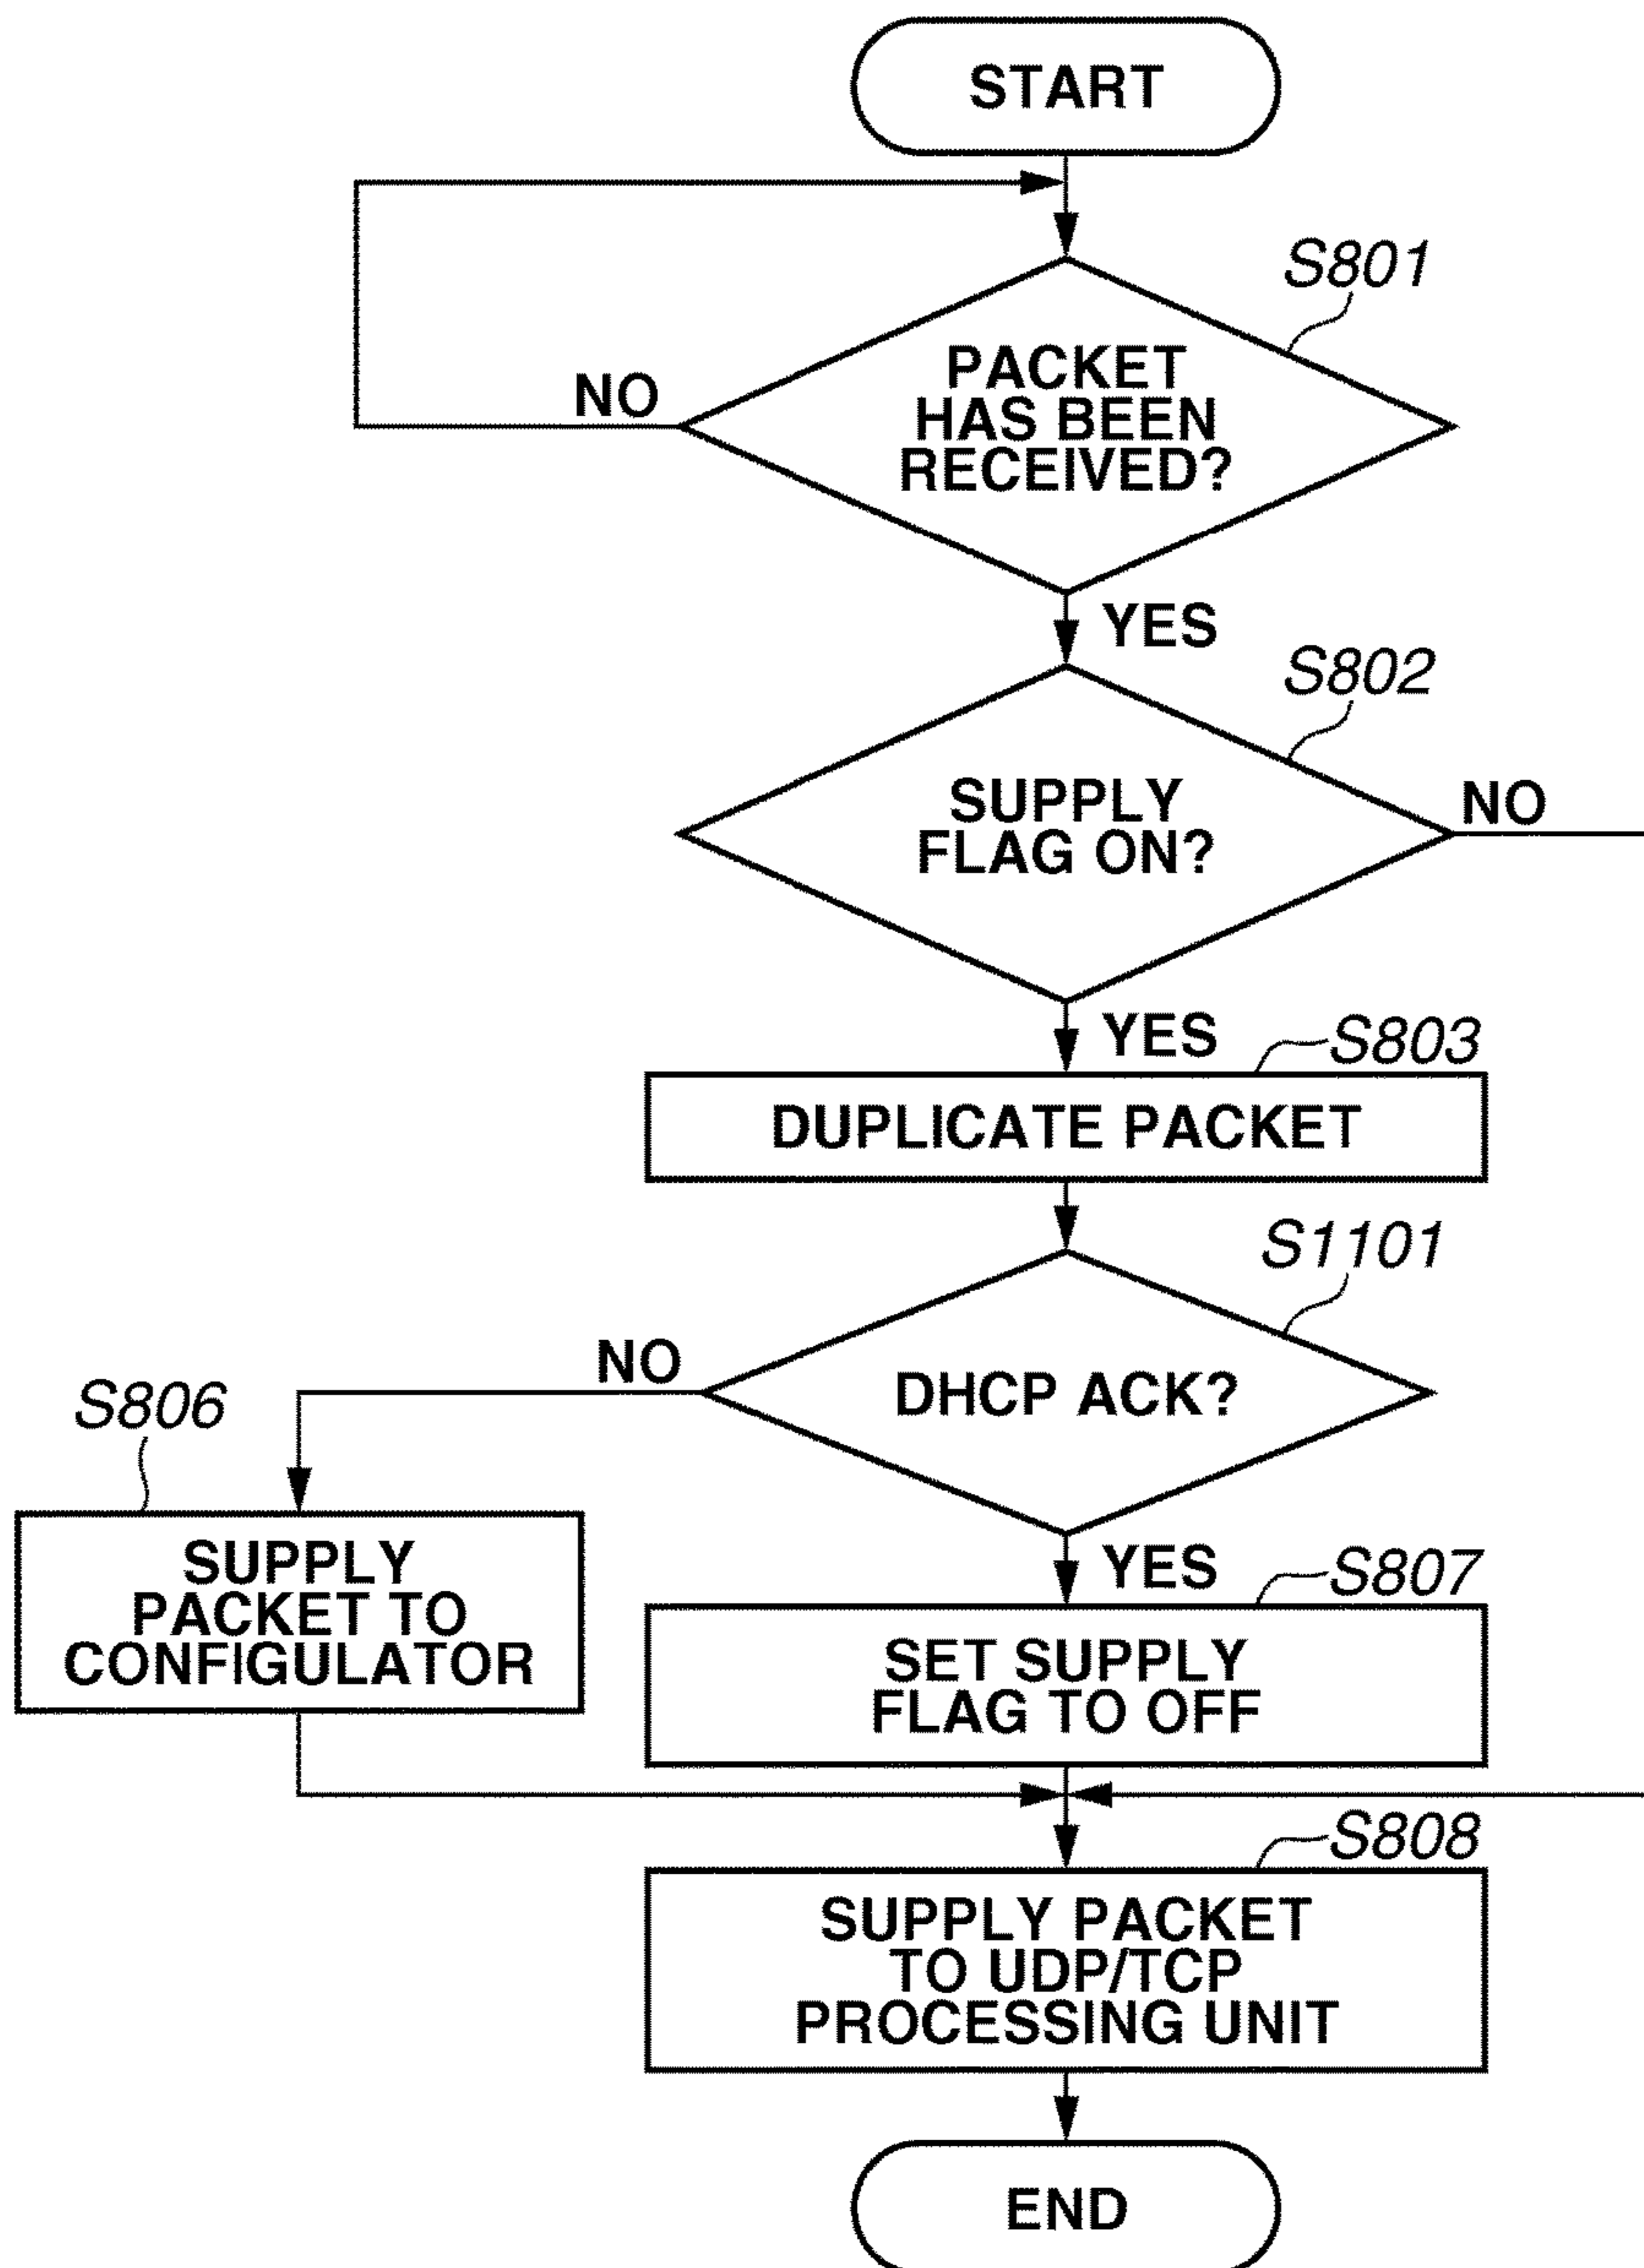 START
S801
PACKET
HAS BEEN
RECEIVED?
NO
YES
S802
SUPPLY
FLAG ON?
NO
YES
S803
DUPLICATE PACKET
S1101
DHCP ACK?
NO
YES
S806
SUPPLY
PACKET TO
CONFIGULATOR
S807
SET SUPPLY
FLAG TO OFF
S808
SUPPLY PACKET
TO UDP/TCP
PROCESSING UNIT
END